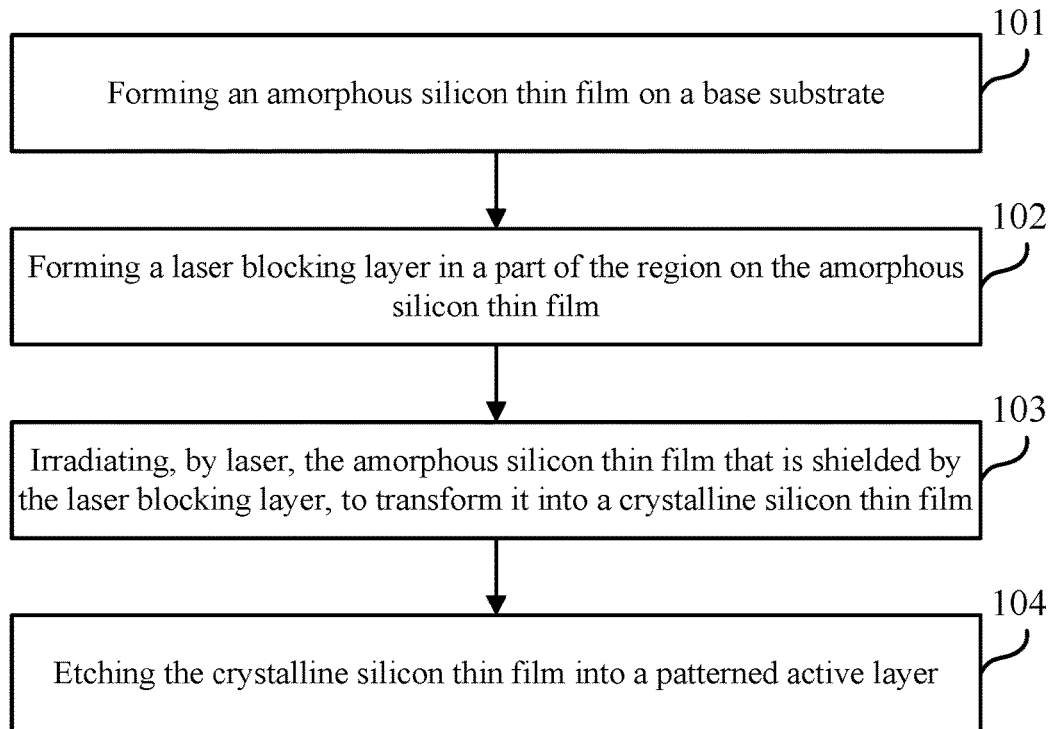 101
Forming an amorphous silicon thin film on a base substrate
102
Forming a laser blocking layer in a part of the region on the amorphous
silicon thin film
103
Irradiating, by laser, the amorphous silicon thin film that is shielded by
the laser blocking layer, to transform it into a crystalline silicon thin film
104
Etching the crystalline silicon thin film into a patterned active layer